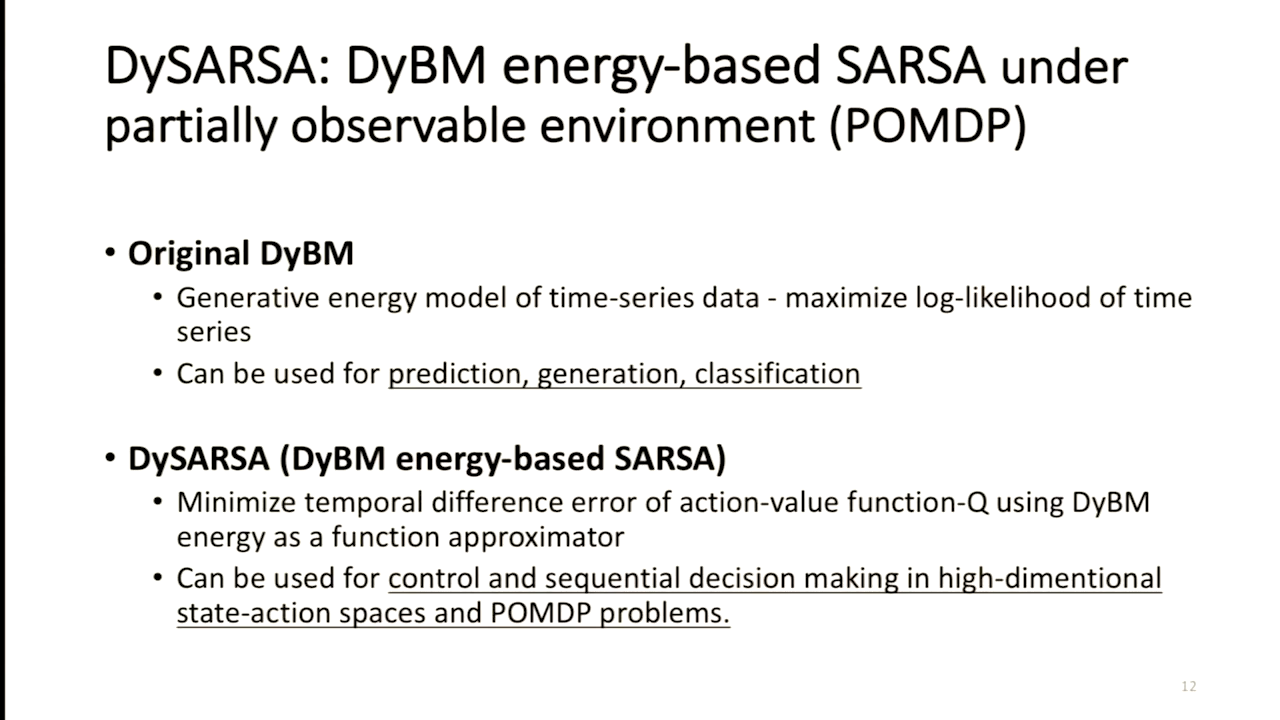 DySARSA: DyBM energy-based SARSA under
partially observable environment (POMDP)
• Original DyBM
• Generative energy model of time-series data - maximize log-likelihood of time
series
• Can be used for prediction, generation, classification
• DySARSA (DyBM energy-based SARSA)
• Minimize temporal difference error of action-value function-Q using DyBM
energy as a function approximator
• Can be used for control and sequential decision making in high-dimentional
state-action spaces and POMDP problems.
12